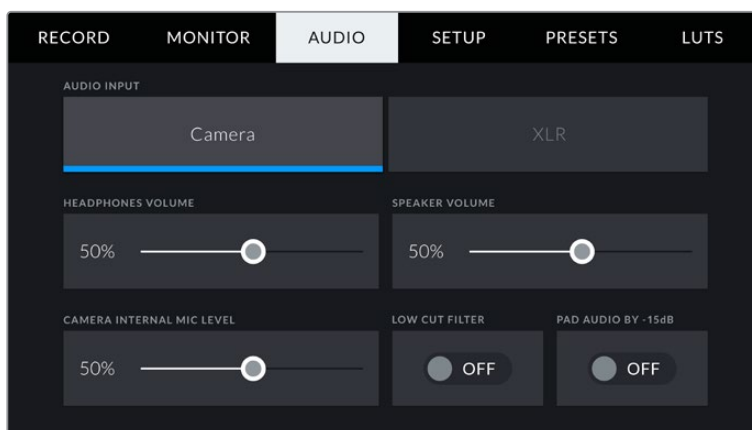 RECORD MONITOR AUDIO SETUP PRESETS LUTS
AUDIO INPUT
Camera XLR
HEADPHONES VOLUME SPEAKER VOLUME
50% 50%
CAMERA INTERNAL MIC LEVEL LOW CUT FILTER PAD AUDIO BY -15dB
50% OFF OFF